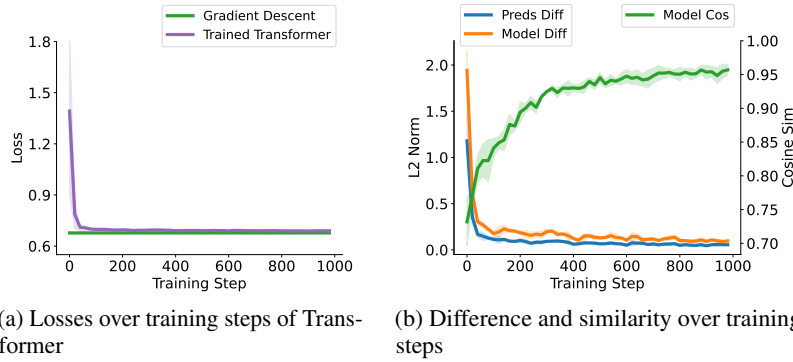 Gradient Descent
Trained Transformer
1.8
1.5
1.2
0.9
0.6
Loss
0 200 400 600 800 1000
Training Step
Preds Diff
Model Diff
Model Cos
2.0
1.5
1.0
0.5
0.0
L2 Norm
1.00
0.95
0.90
0.85
0.80
0.75
0.70
Cosine Sim
0 200 400 600 800 1000
Training Step
(a) Losses over training steps of Trans-
former
(b) Difference and similarity over training
steps